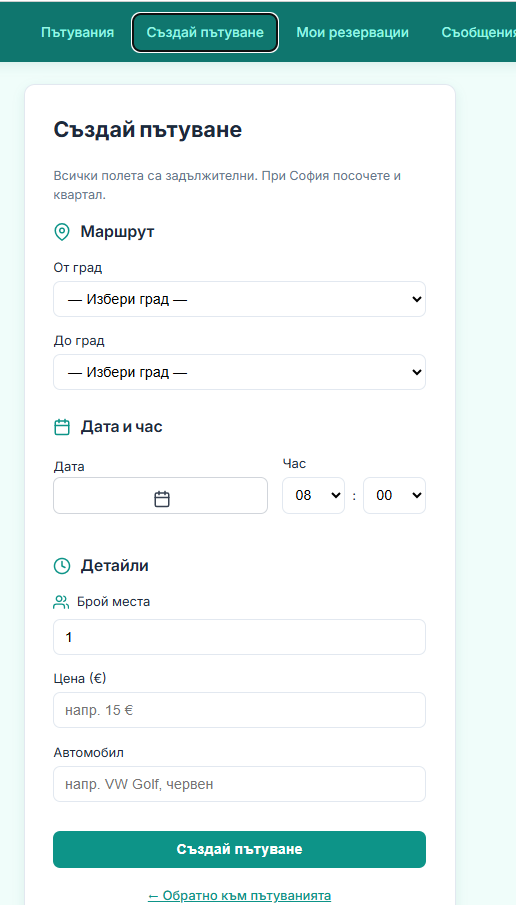 Пътувания Създай пътуване Мои резервации Съобщения
Създай пътуване
Всички полета са задължителни. При София посочете и
квартал.
Маршрут
От град
— Избери град —
До град
— Избери град —
Дата и час
Дата
Час
08 : 00
Детайли
Брой места
1
Цена (€)
напр. 15 €
Автомобил
напр. VW Golf, червен
Създай пътуване
← Обратно към пътуванията